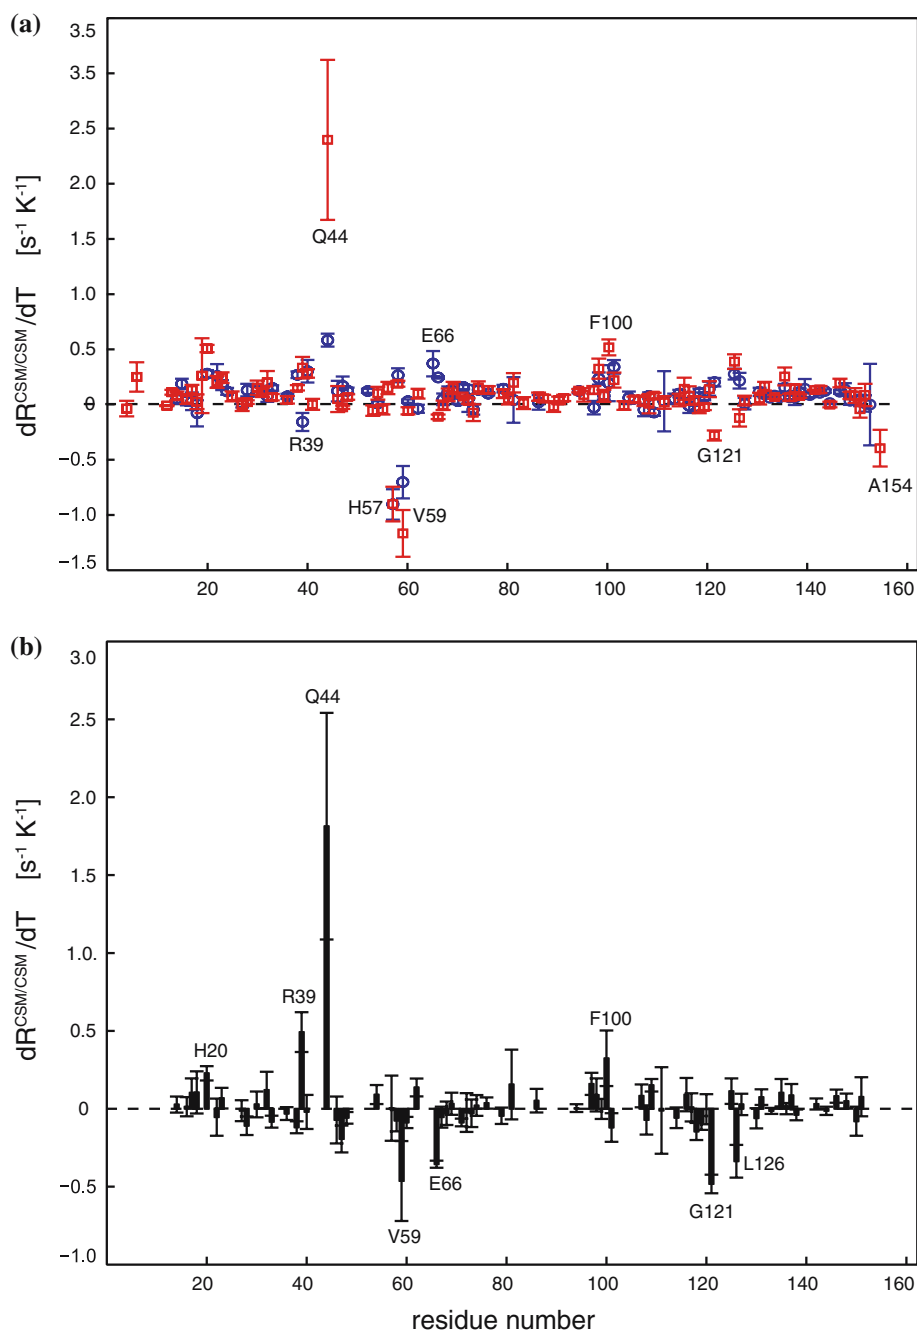 (a)
3.5
3.5
2.5
2.0
1.5
1.0
0.5
0
−0.5
−1.0
−1.5
dR^CSM/CSM/dT [s^-1 K^-1]
Q44
E66
F100
R39
H57
V59
G121
A154
20 40 60 80 100 120 140 160
(b)
3.0
2.5
2.0
1.5
1.0
0.5
0
−0.5
−1.0
dR^CSM/CSM/dT [s^-1 K^-1]
Q44
R39
H20
F100
E66
V59
L126
G121
20 40 60 80 100 120 140 160
residue number